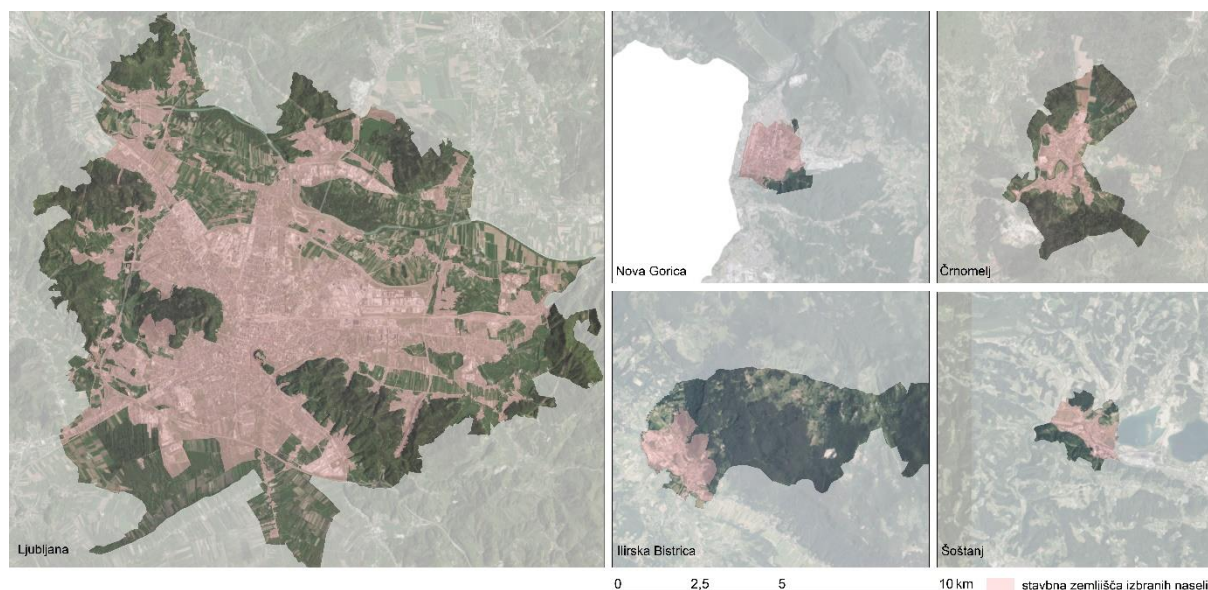 Ljubljana
Nova Gorica
Črnomelj
Ilirska Bistrica
Šoštanj
0 2,5 5 10 km
stavbna zemljišča izbranih naselij